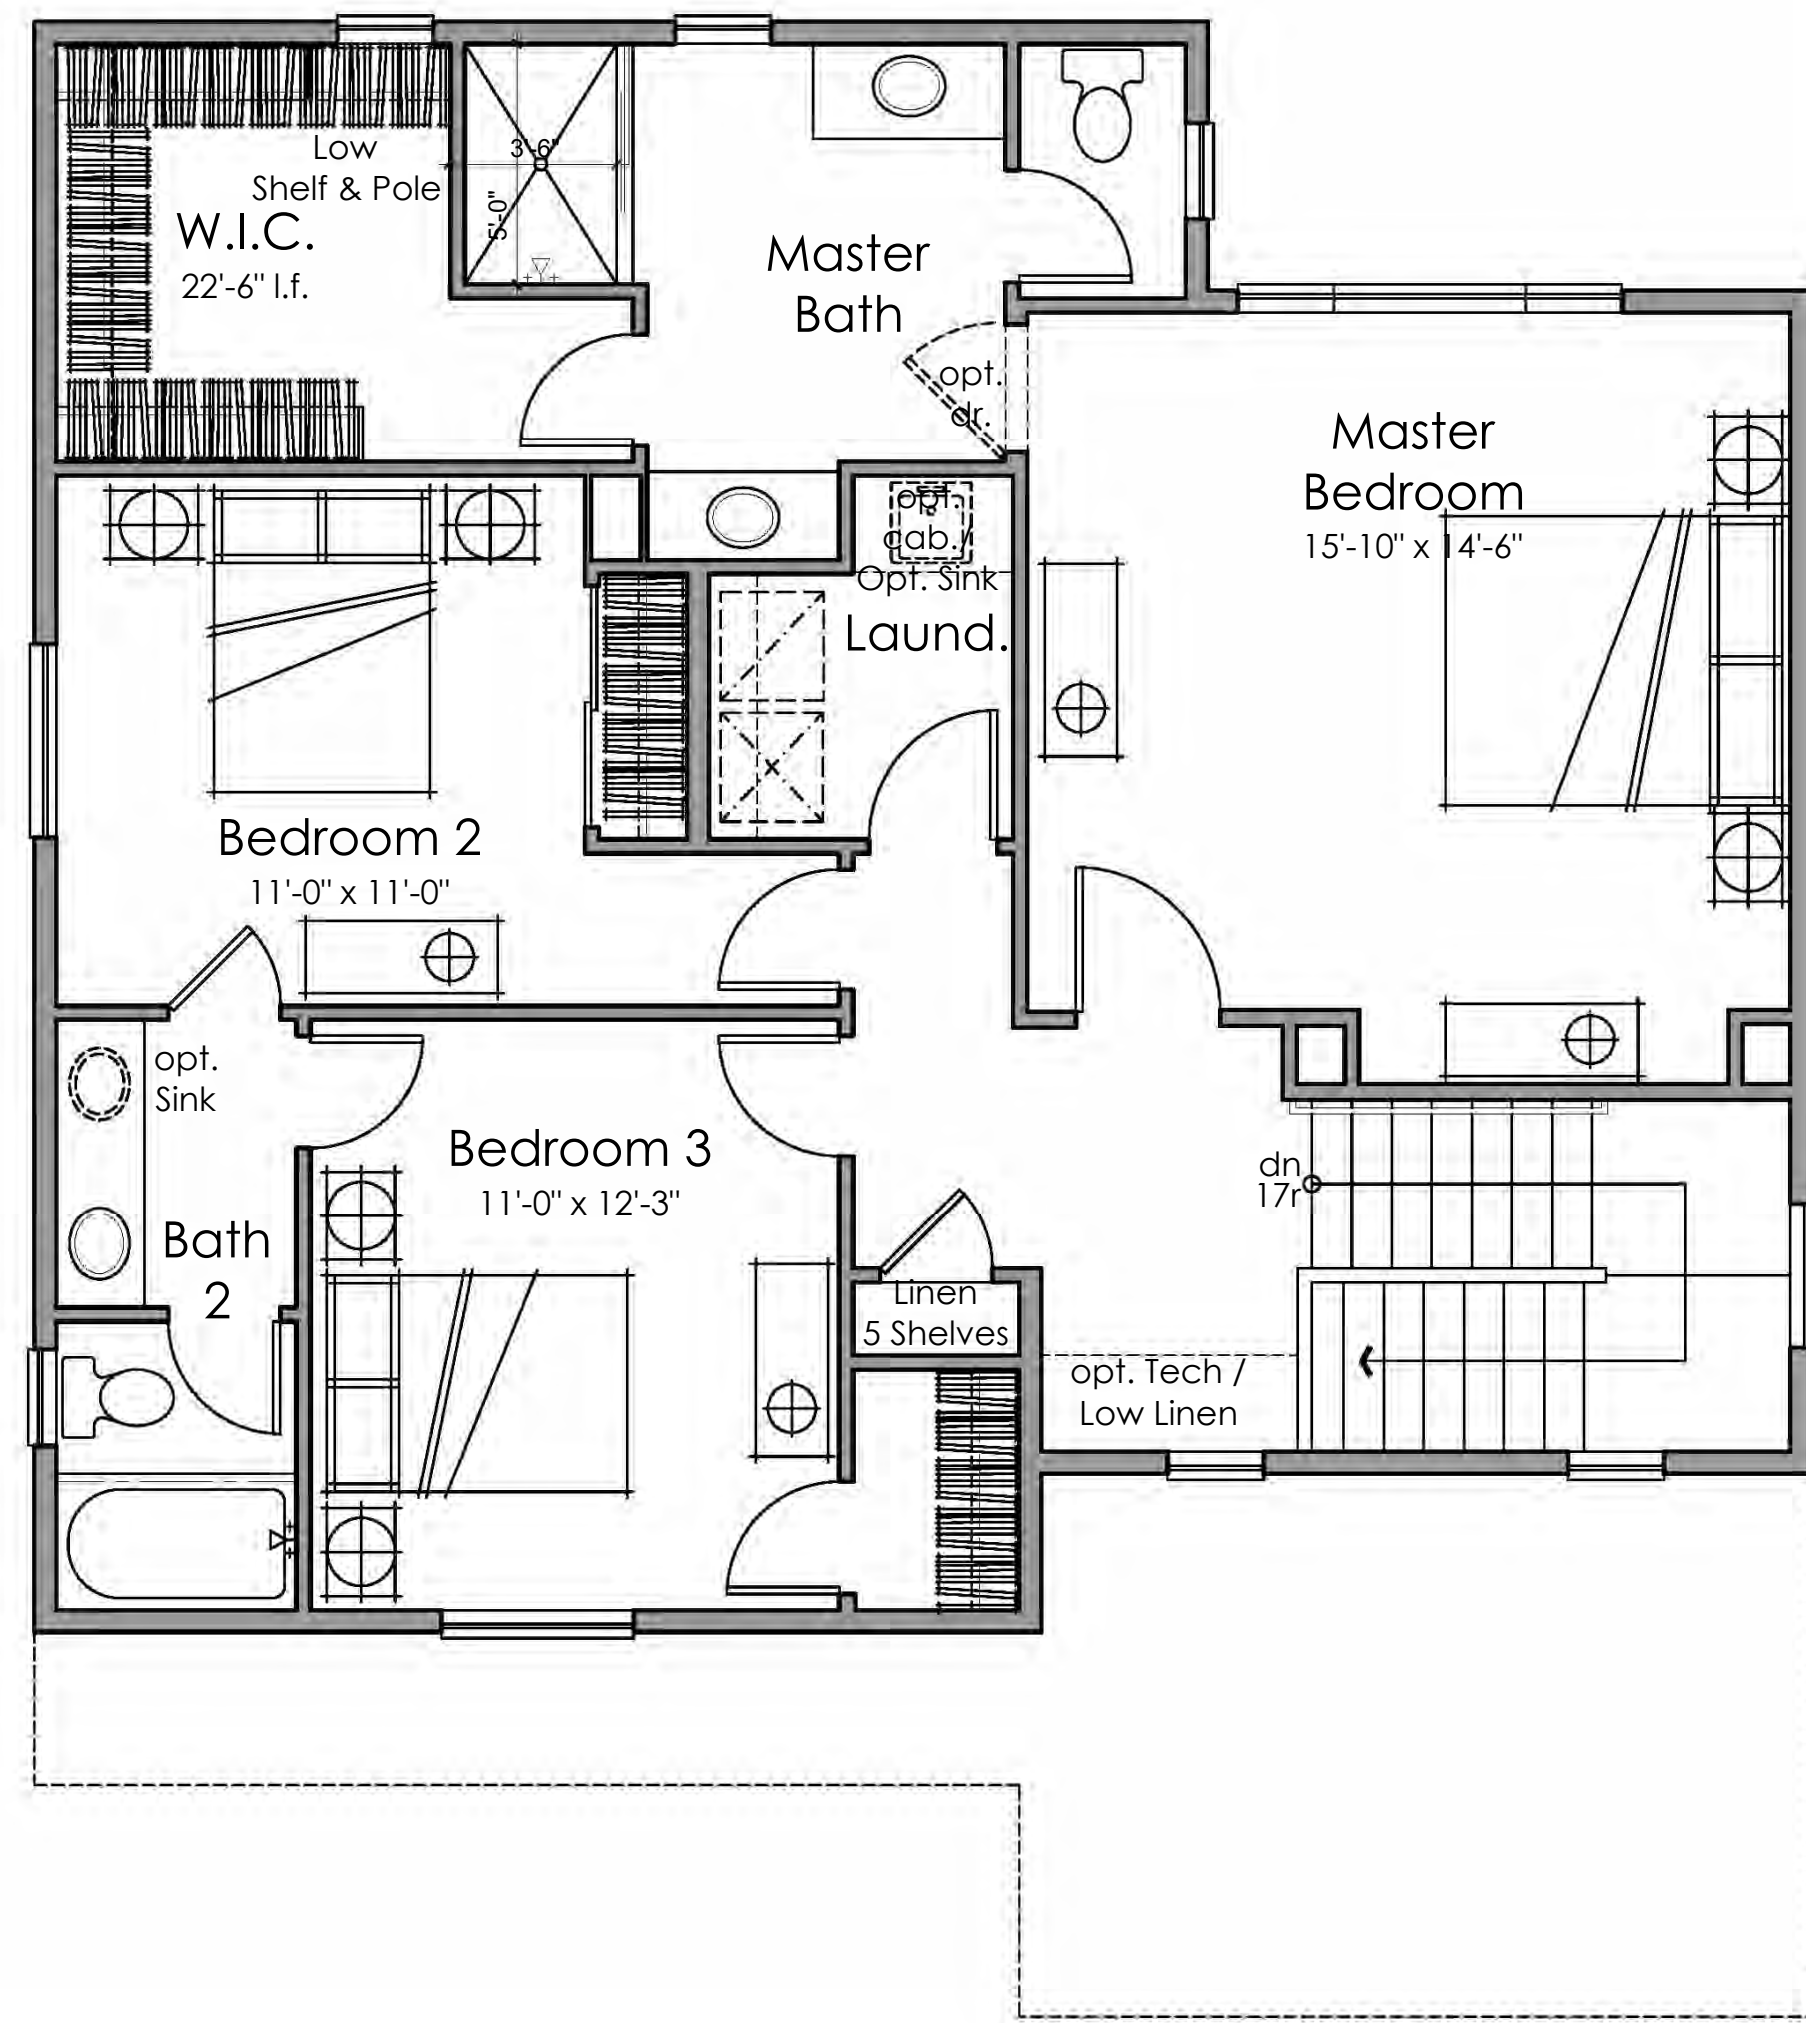 Low
Shelf & Pole
W.I.C.
22'-6" l.f.
3'-6"
5'-0"
Master
Bath
opt.
dr.
Master
Bedroom
15'-10" x 14'-6"
opt.
cab./
Opt. Sink
Laund.
Bedroom 2
11'-0" x 11'-0"
opt.
Sink
Bedroom 3
11'-0" x 12'-3"
Bath
2
dn
17r
Linen
5 Shelves
opt. Tech /
Low Linen